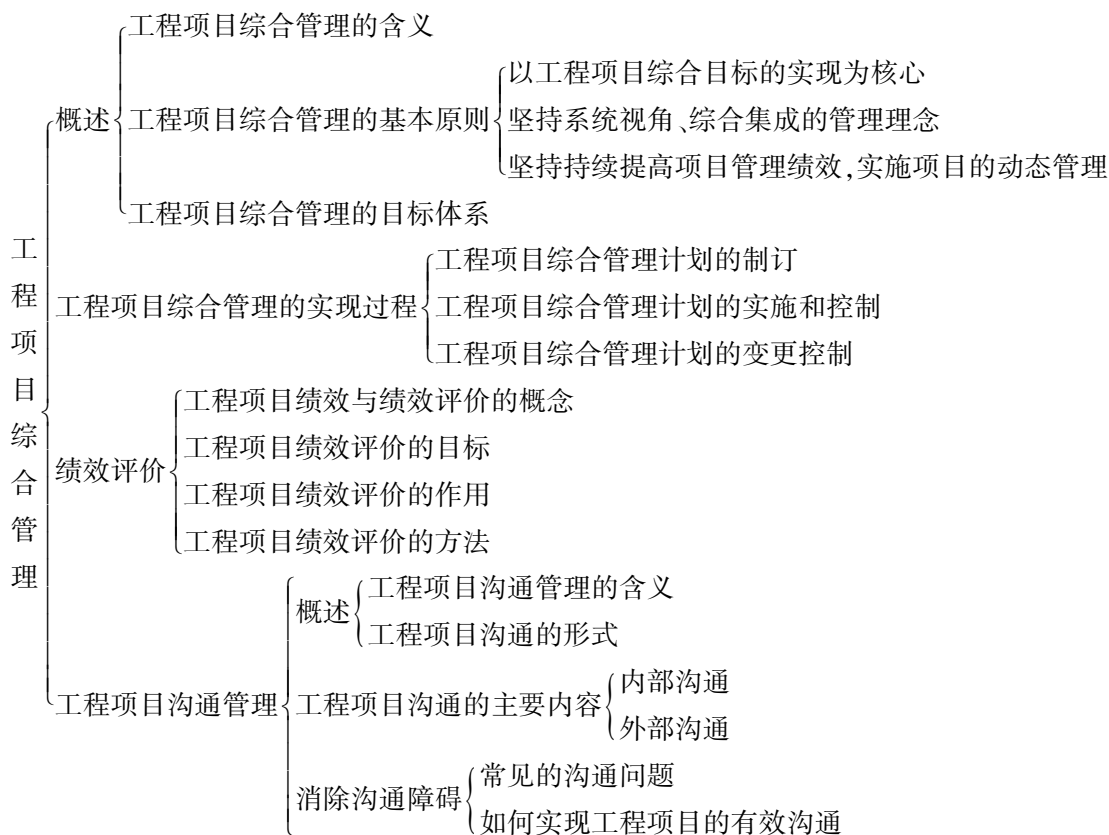 工程项目综合管理
概述
工程项目综合管理的含义
工程项目综合管理的基本原则
以工程项目综合目标的实现为核心
坚持系统视角、综合集成的管理理念
坚持持续提高项目管理绩效,实施项目的动态管理
工程项目综合管理的目标体系
工程项目综合管理的实现过程
工程项目综合管理计划的制订
工程项目综合管理计划的实施和控制
工程项目综合管理计划的变更控制
绩效评价
工程项目绩效与绩效评价的概念
工程项目绩效评价的目标
工程项目绩效评价的作用
工程项目绩效评价的方法
工程项目沟通管理
概述
工程项目沟通管理的含义
工程项目沟通的形式
工程项目沟通的主要内容
内部沟通
外部沟通
消除沟通障碍
常见的沟通问题
如何实现工程项目的有效沟通